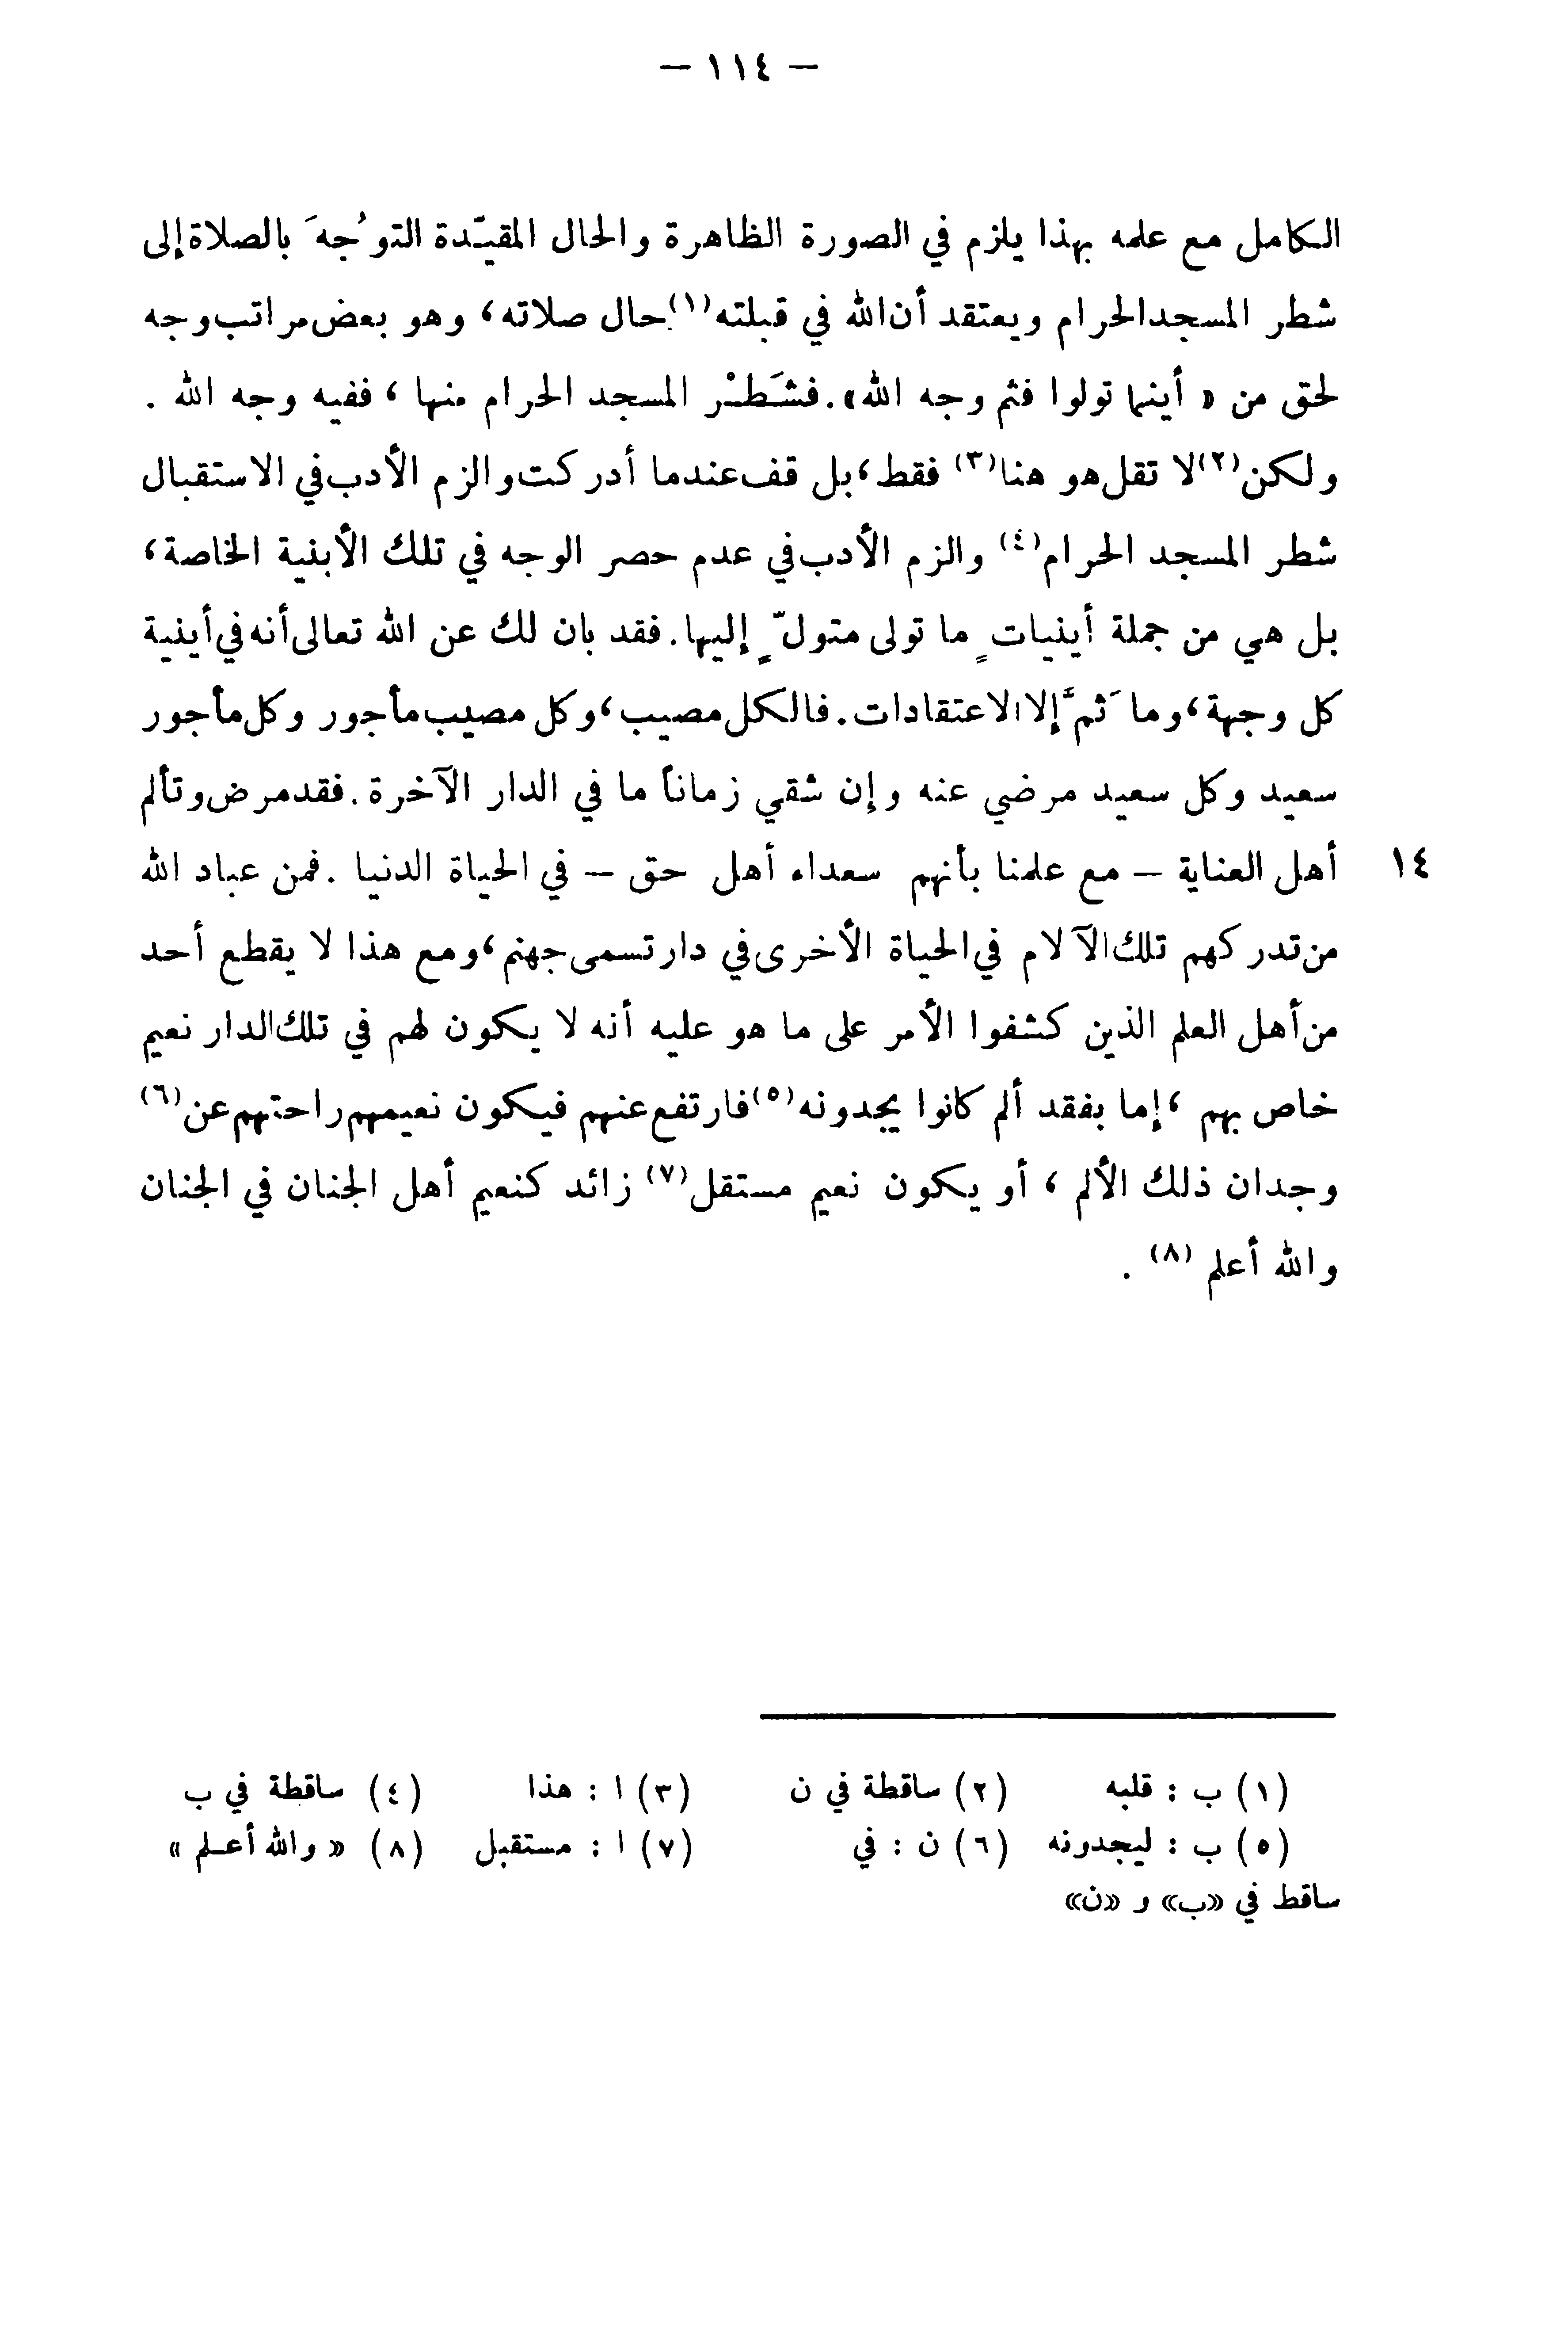 — ١١٤ —
الكامل مع علمه بهذا يلزم في الصورة الظاهرة والحال المقيَّدة التوجُّهَ بالصلاة إلى
شطر المسجد الحرام ويعتقد أن الله في قبلته(١) حال صلاته، وهو بعض مراتب وجه
لحق من « أينما تولوا فثم وجه الله». فشَطْر المسجد الحرام منها، ففيه وجه الله .
ولكن(٢) لا تقل هو هنا(٣) فقط، بل قف عندما أدركت والزم الأدب في الاستقبال
شطر المسجد الحرام(٤) والزم الأدب في عدم حصر الوجه في تلك الأبنية الخاصة،
بل هي من جملة أينيات ٍ ما تولى متولّ ٍ إليها. فقد بان لك عن الله تعالى أنه في أينية
كل وجهة، وما ثَمَّ إلا الاعتقادات. فالكل مصيب، وكل مصيب مأجور وكل مأجور
سعيد وكل سعيد مرضي عنه وإن شقي زماناً ما في الدار الآخرة. فقد مرض وتألم
١٤ أهل العناية – مع علمنا بأنهم سعداء أهل حق – في الحياة الدنيا . فمن عباد الله
من تدركهم تلك الآلام في الحياة الأخرى في دار تسمى جهنم، ومع هذا لا يقطع أحد
من أهل العلم الذين كشفوا الأمر على ما هو عليه أنه لا يكون لهم في تلك الدار نعيم
خاص بهم، إما بفقد ألم كانوا يجدونه(٥) فارتفع عنهم فيكون نعيمهم راحتهم عن(٦)
وجدان ذلك الألم، أو يكون نعيم مستقل(٧) زائد كنعيم أهل الجنان في الجنان
والله أعلم (٨) .
(١) ب : قلبه (٢) ساقطة في ن (٣) ا : هذا (٤) ساقطة في ب
(٥) ب : ليجدونه (٦) ن : في (٧) ا : مستقبل (٨) « والله أعلم »
ساقط في «ب» و «ن»